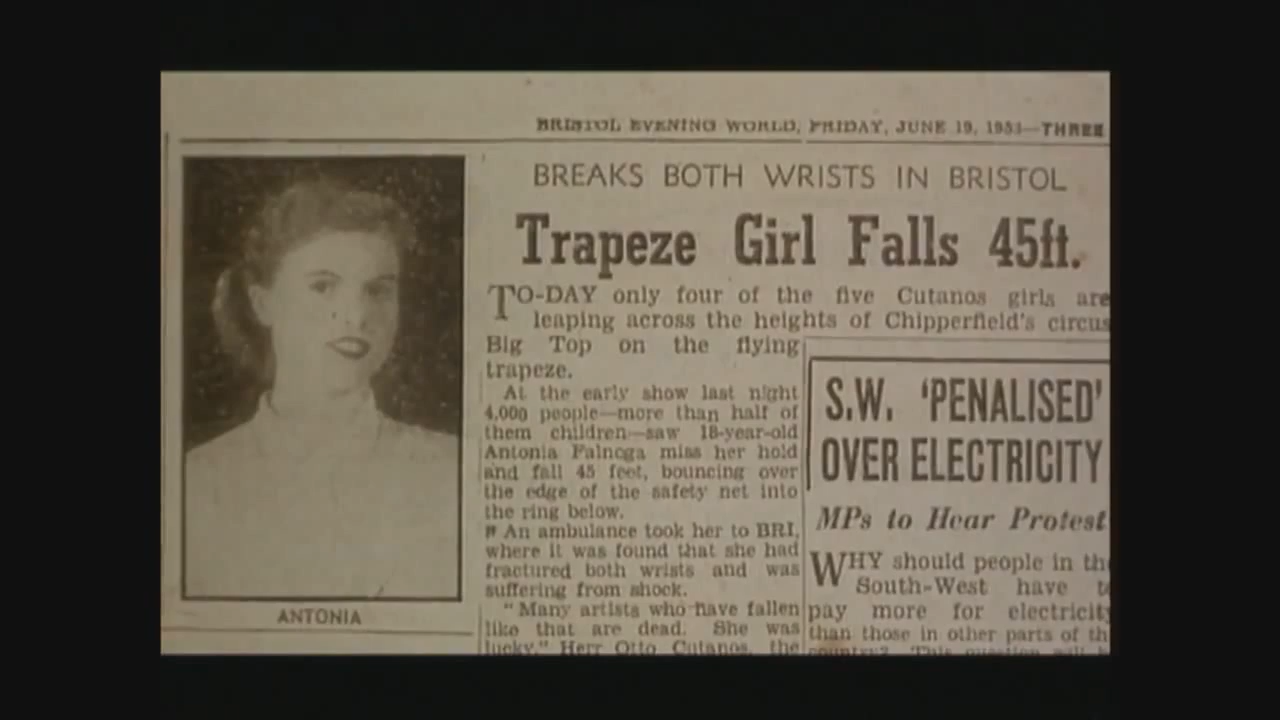 BRISTOL EVENING WORLD, FRIDAY, JUNE 19, 1953—THREE
BREAKS BOTH WRISTS IN BRISTOL
Trapeze Girl Falls 45ft.
TO-DAY only four of the five Cutanos girls are
leaping across the heights of Chipperfield's circus
Big Top on the flying
trapeze.
At the early show last night
4,000 people—more than half of
them children—saw 18-year-old
Antonia Falnoga miss her hold
and fall 45 feet, bouncing over
the edge of the safety net into
the ring below.
An ambulance took her to BRI,
where it was found that she had
fractured both wrists and was
suffering from shock.
"Many artists who have fallen
like that are dead. She was
lucky." Herr Otto Cutanos, the
ANTONIA
S.W. 'PENALISED'
OVER ELECTRICITY
MPs to Hear Protest
WHY should people in the
South-West have to
pay more for electricity
than those in other parts of th
country? This question will b